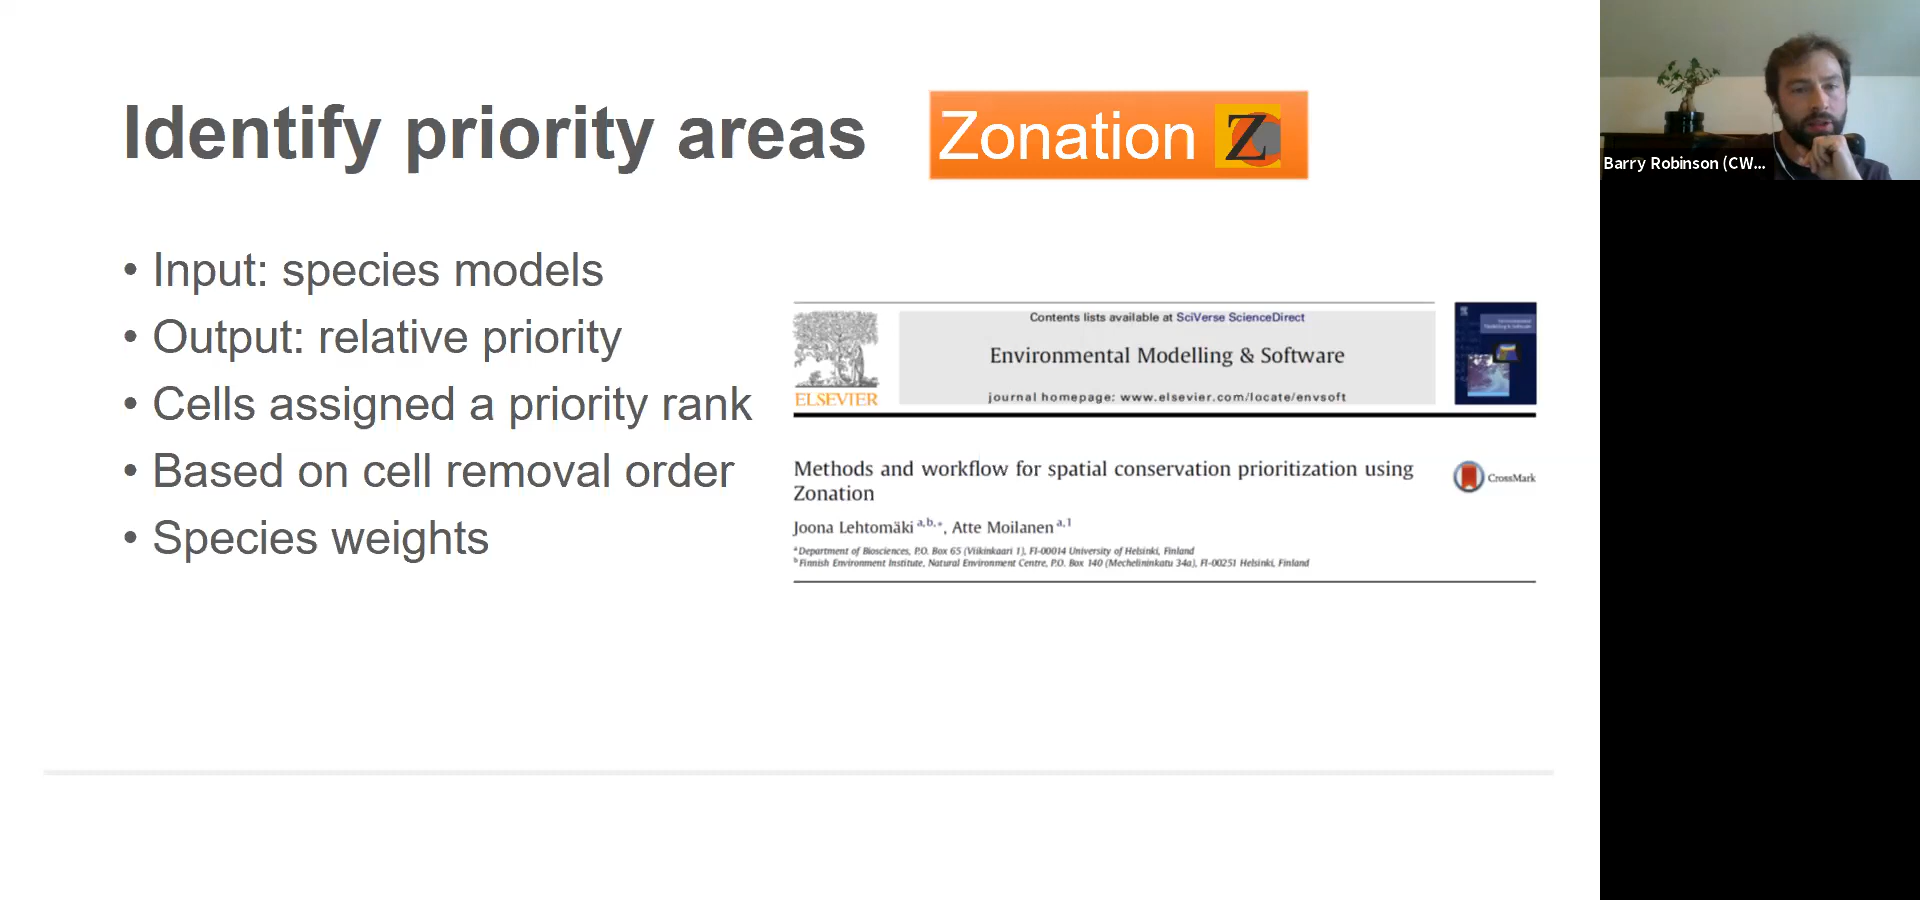 Identify priority areas
Zonation Z
• Input: species models
• Output: relative priority
• Cells assigned a priority rank
• Based on cell removal order
• Species weights
ELSEVIER
Contents lists available at SciVerse ScienceDirect
Environmental Modelling & Software
journal homepage: www.elsevier.com/locate/envsoft
Methods and workflow for spatial conservation prioritization using
Zonation
CrossMark
Joona Lehtomäki a,b,*, Atte Moilanen a,1
a Department of Biosciences, P.O. Box 65 (Viikinkaari 1), FI-00014 University of Helsinki, Finland
b Finnish Environment Institute, Natural Environment Centre, P.O. Box 140 (Mechelininkatu 34a), FI-00251 Helsinki, Finland
Barry Robinson (CW...